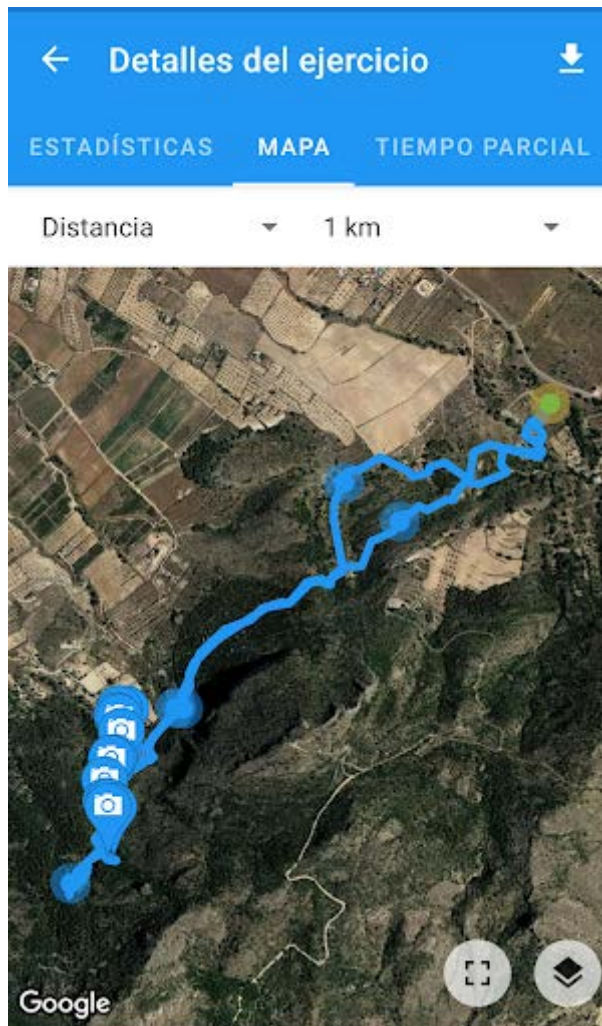 Detalles del ejercicio
ESTADÍSTICAS MAPA TIEMPO PARCIAL
Distancia 1 km
Google